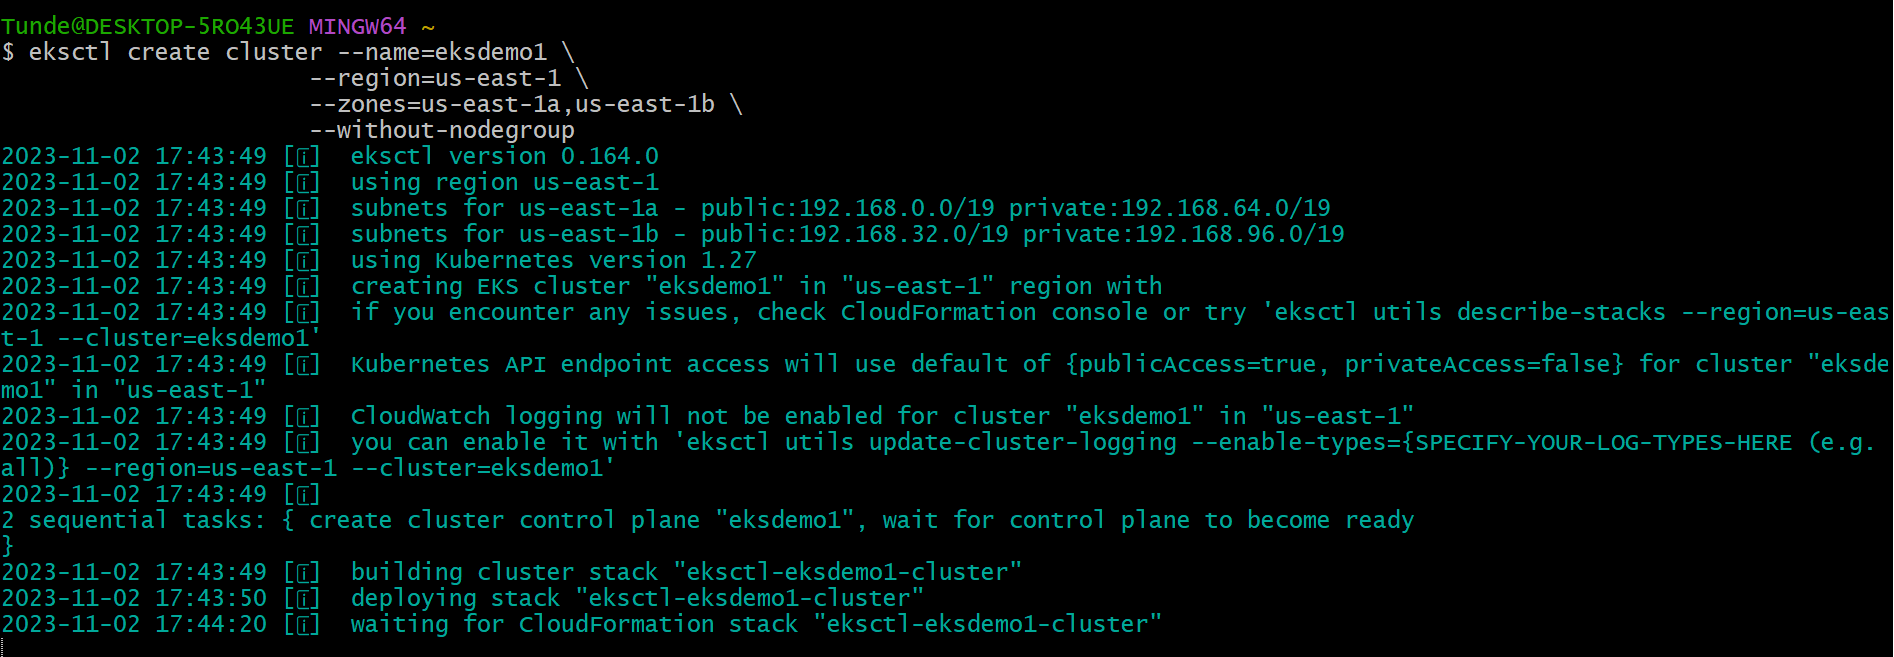 Tunde@DESKTOP-5RO43UE MINGW64 ~
$ eksctl create cluster --name=eksdemo1 \
--region=us-east-1 \
--zones=us-east-1a,us-east-1b \
--without-nodegroup
2023-11-02 17:43:49 [ℹ]  eksctl version 0.164.0
2023-11-02 17:43:49 [ℹ]  using region us-east-1
2023-11-02 17:43:49 [ℹ]  subnets for us-east-1a - public:192.168.0.0/19 private:192.168.64.0/19
2023-11-02 17:43:49 [ℹ]  subnets for us-east-1b - public:192.168.32.0/19 private:192.168.96.0/19
2023-11-02 17:43:49 [ℹ]  using Kubernetes version 1.27
2023-11-02 17:43:49 [ℹ]  creating EKS cluster "eksdemo1" in "us-east-1" region with
2023-11-02 17:43:49 [ℹ]  if you encounter any issues, check CloudFormation console or try 'eksctl utils describe-stacks --region=us-eas
t-1 --cluster=eksdemo1'
2023-11-02 17:43:49 [ℹ]  Kubernetes API endpoint access will use default of {publicAccess=true, privateAccess=false} for cluster "eksde
mo1" in "us-east-1"
2023-11-02 17:43:49 [ℹ]  CloudWatch logging will not be enabled for cluster "eksdemo1" in "us-east-1"
2023-11-02 17:43:49 [ℹ]  you can enable it with 'eksctl utils update-cluster-logging --enable-types={SPECIFY-YOUR-LOG-TYPES-HERE (e.g.
all)} --region=us-east-1 --cluster=eksdemo1'
2023-11-02 17:43:49 [ℹ]
2 sequential tasks: { create cluster control plane "eksdemo1", wait for control plane to become ready
}
2023-11-02 17:43:49 [ℹ]  building cluster stack "eksctl-eksdemo1-cluster"
2023-11-02 17:43:50 [ℹ]  deploying stack "eksctl-eksdemo1-cluster"
2023-11-02 17:44:20 [ℹ]  waiting for CloudFormation stack "eksctl-eksdemo1-cluster"